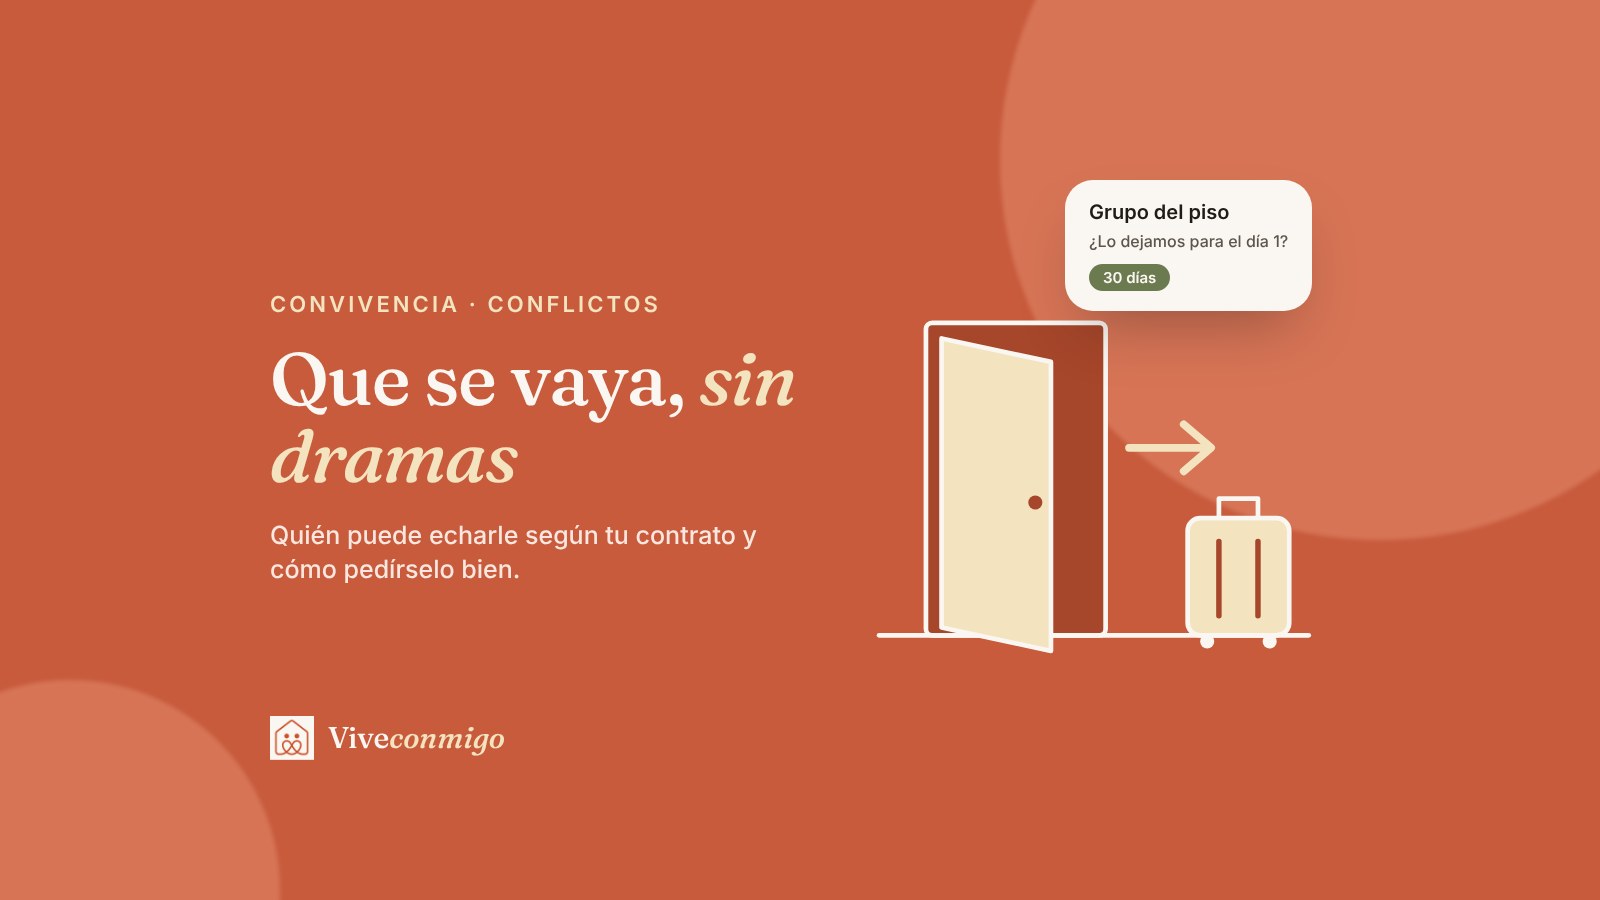 CONVIVENCIA · CONFLICTOS
Que se vaya, sin
dramas
Quién puede echarle según tu contrato y
cómo pedírselo bien.
Grupo del piso
¿Lo dejamos para el día 1?
30 días
Viveconmigo